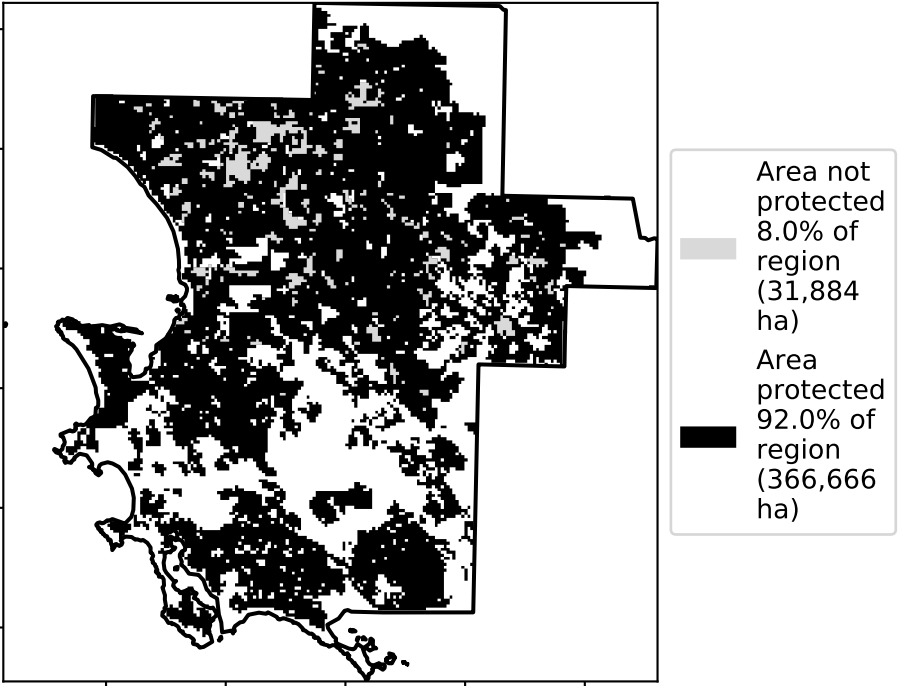 Area not
protected
8.0% of
region
(31,884
ha)
Area
protected
92.0% of
region
(366,666
ha)